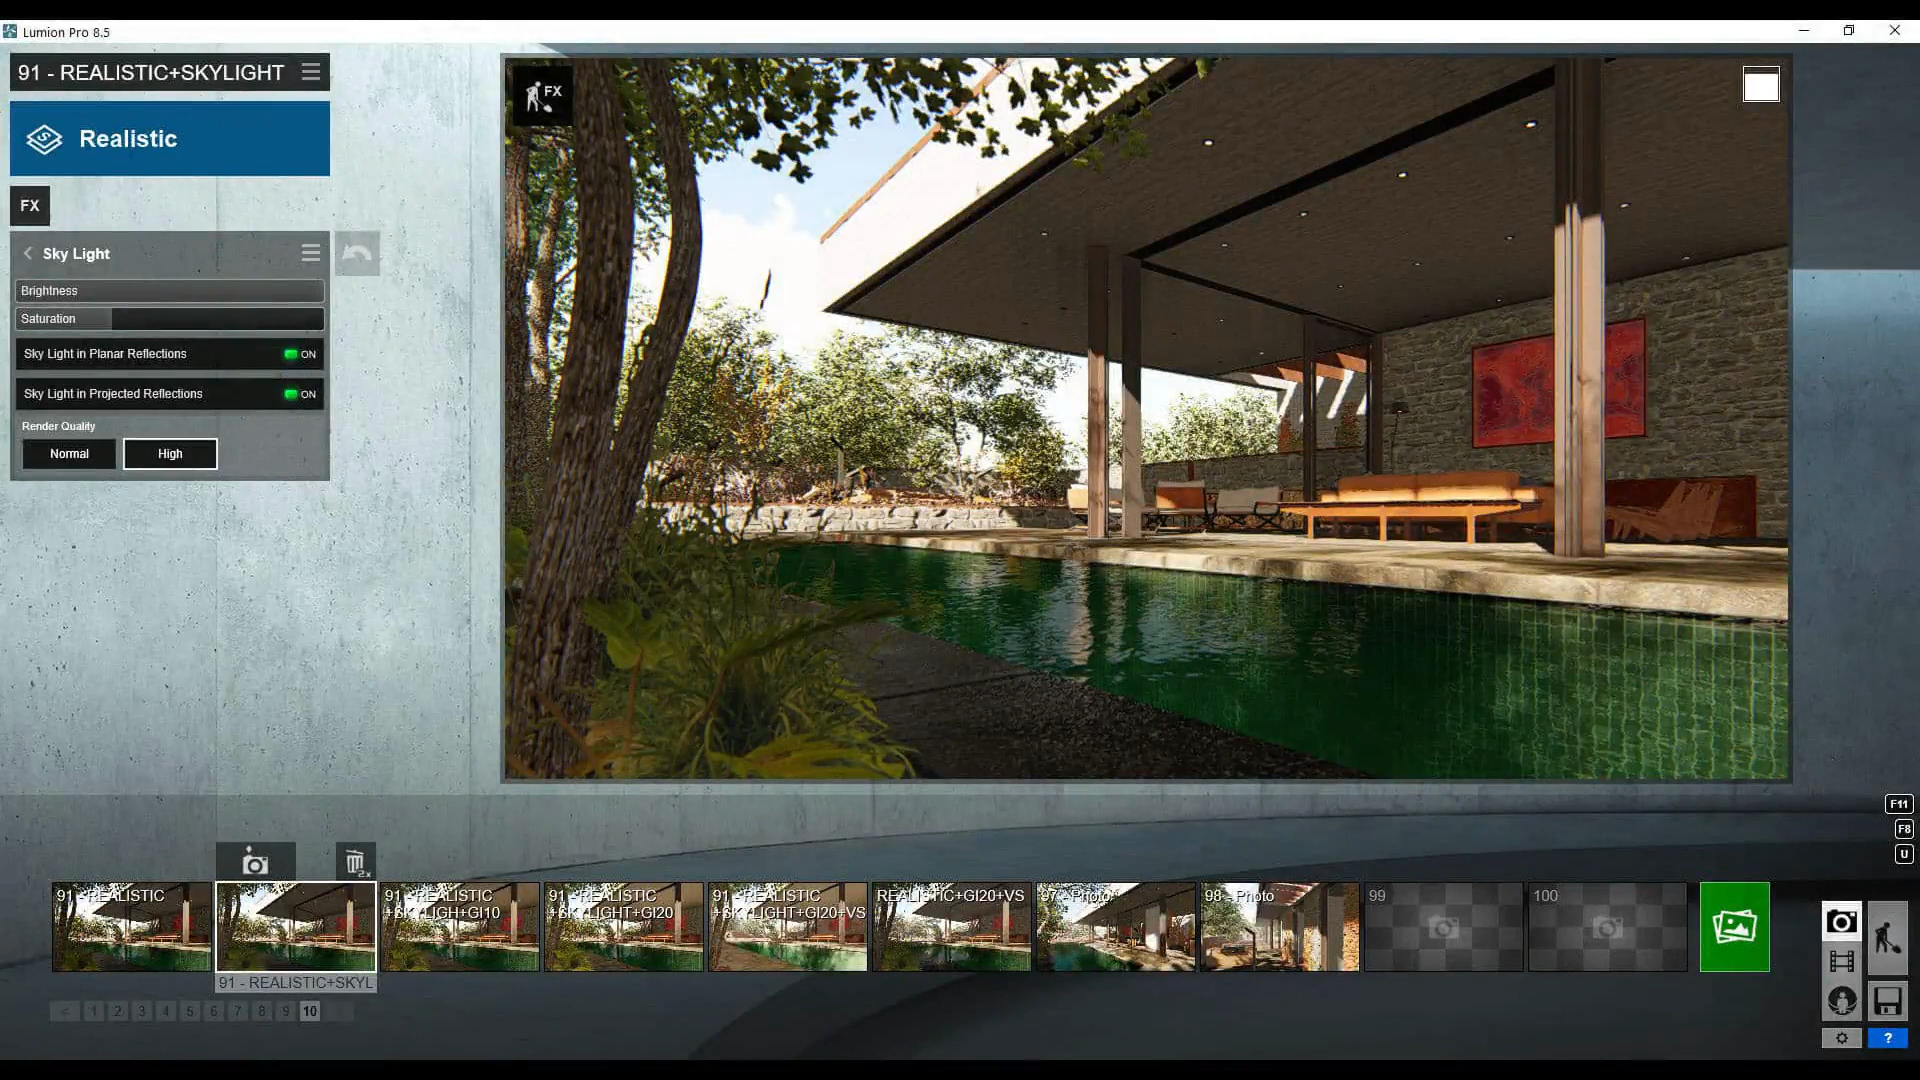 Lumion Pro 8.5
91 - REALISTIC+SKYLIGHT
Realistic
FX
FX
Sky Light
Brightness
Saturation
Sky Light in Planar Reflections
ON
Sky Light in Projected Reflections
ON
Render Quality
Normal
High
F11
F8
U
2x
91 - REALISTIC
91 - REALISTIC
+SKYLIGH+GI10
91 - REALISTIC
+SKYLIGHT+GI20
91 - REALISTIC
+SKYLIGHT+GI20+VS
REALISTIC+GI20+VS
97 - Photo
98 - Photo
99
100
91 - REALISTIC+SKYL
< 1 2 3 4 5 6 7 8 9 10
?